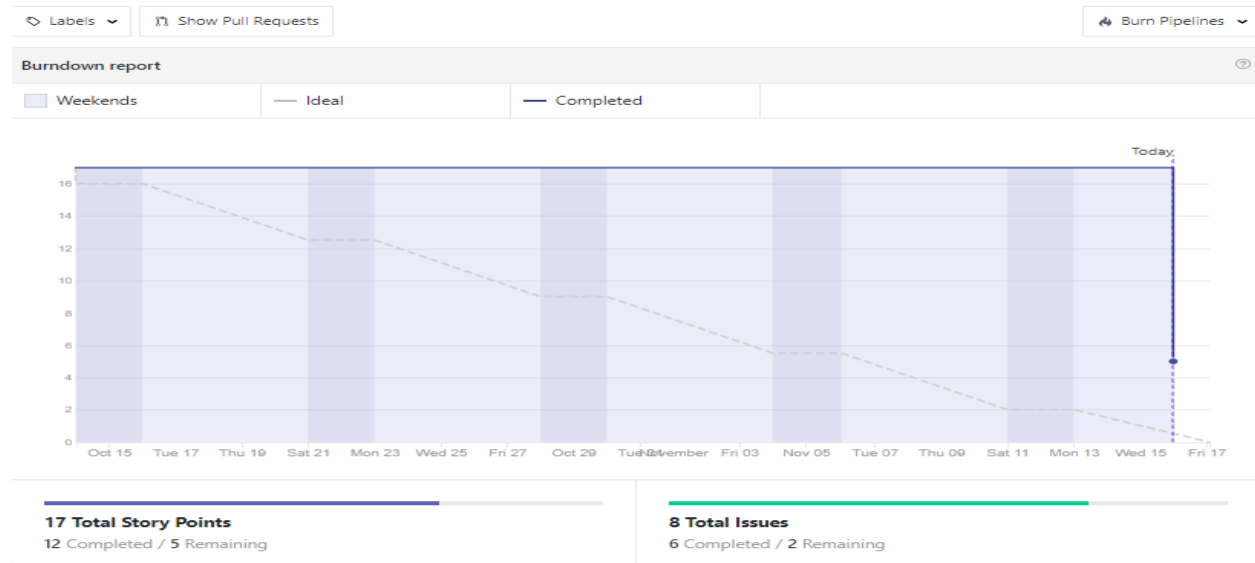 Labels Show Pull Requests Burn Pipelines
Burndown report
Weekends Ideal Completed
Today
16
14
12
10
8
6
4
2
0
Oct 15 Tue 17 Thu 19 Sat 21 Mon 23 Wed 25 Fri 27 Oct 29 Tue November Fri 03 Nov 05 Tue 07 Thu 09 Sat 11 Mon 13 Wed 15 Fri 17
17 Total Story Points
12 Completed / 5 Remaining
8 Total Issues
6 Completed / 2 Remaining